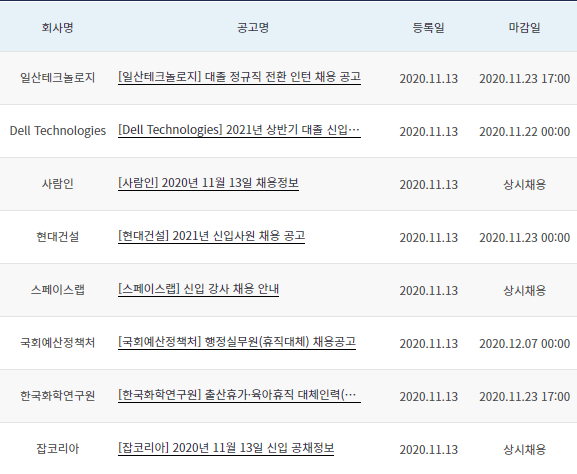 회사명 공고명 등록일 마감일
일산테크놀로지 [일산테크놀로지] 대졸 정규직 전환 인턴 채용 공고 2020.11.13 2020.11.23 17:00
Dell Technologies [Dell Technologies] 2021년 상반기 대졸 신입… 2020.11.13 2020.11.22 00:00
사람인 [사람인] 2020년 11월 13일 채용정보 2020.11.13 상시채용
현대건설 [현대건설] 2021년 신입사원 채용 공고 2020.11.13 2020.11.23 00:00
스페이스랩 [스페이스랩] 신입 강사 채용 안내 2020.11.13 상시채용
국회예산정책처 [국회예산정책처] 행정실무원(휴직대체) 채용공고 2020.11.13 2020.12.07 00:00
한국화학연구원 [한국화학연구원] 출산휴가·육아휴직 대체인력(… 2020.11.13 2020.11.23 17:00
잡코리아 [잡코리아] 2020년 11월 13일 신입 공채정보 2020.11.13 상시채용